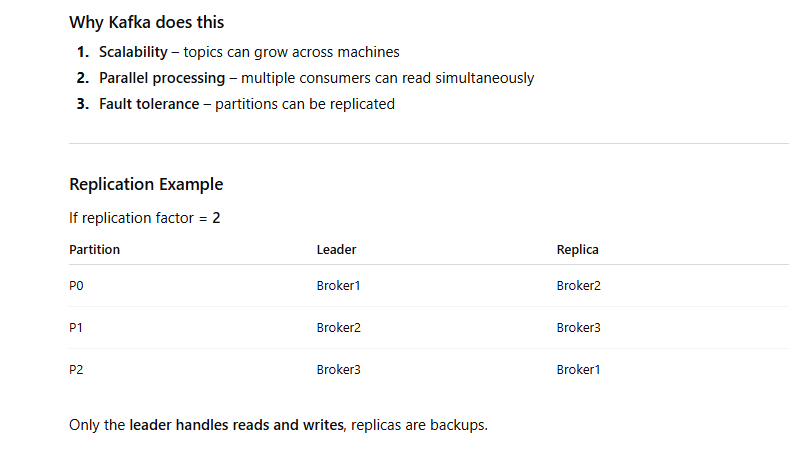 Why Kafka does this
1. Scalability – topics can grow across machines
2. Parallel processing – multiple consumers can read simultaneously
3. Fault tolerance – partitions can be replicated
Replication Example
If replication factor = 2
Partition Leader Replica
P0 Broker1 Broker2
P1 Broker2 Broker3
P2 Broker3 Broker1
Only the leader handles reads and writes, replicas are backups.